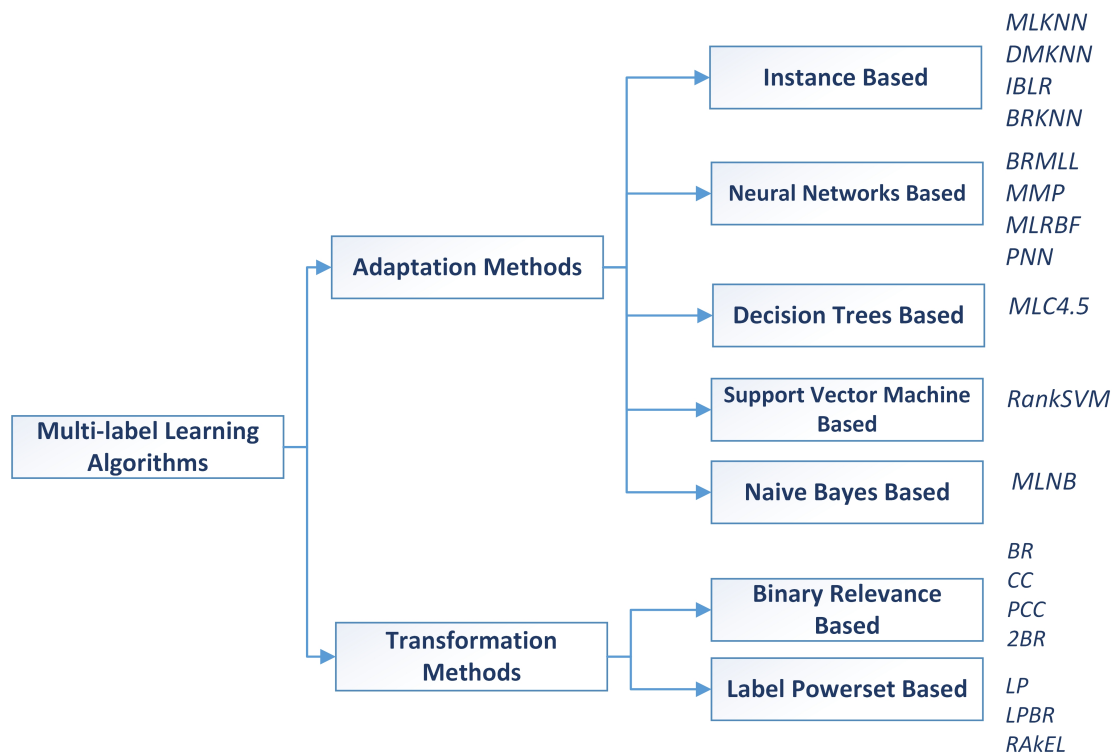 Multi-label Learning
Algorithms
Adaptation Methods
Instance Based
MLKNN
DMKNN
IBLR
BRKNN
Neural Networks Based
BRMLL
MMP
MLRBF
PNN
Decision Trees Based
MLC4.5
Support Vector Machine
Based
RankSVM
Naive Bayes Based
MLNB
Transformation
Methods
Binary Relevance
Based
BR
CC
PCC
2BR
Label Powerset Based
LP
LPBR
RAkEL